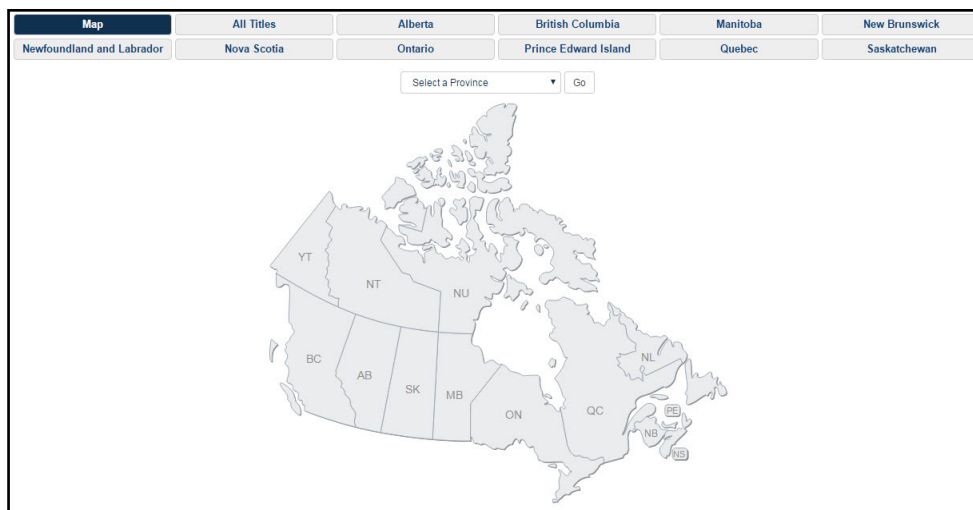 Map All Titles Alberta British Columbia Manitoba New Brunswick
Newfoundland and Labrador Nova Scotia Ontario Prince Edward Island Quebec Saskatchewan
Select a Province Go
YT
NT
NU
BC
AB
SK
MB
ON
QC
NL
PE
NB
NS